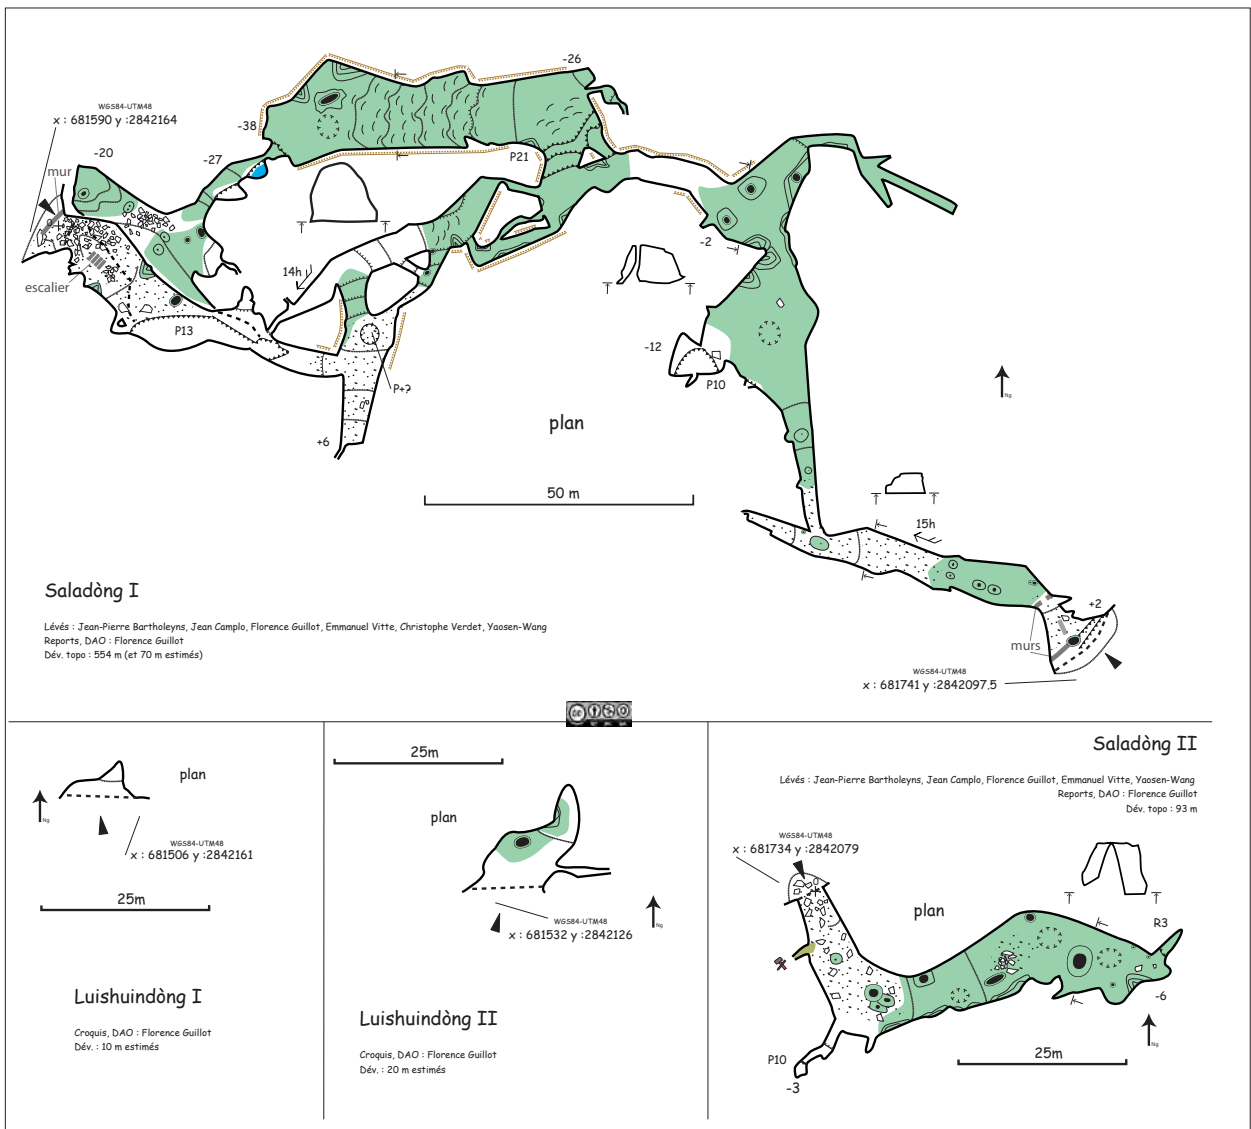 WGS84-UTM48
x : 681590 y :2842164
-20
mur
escalier
-27
-38
-26
P21
14h
P13
P+?
+6
-2
-12
P10
Ng
plan
50 m
15h
+2
murs
WGS84-UTM48
x : 681741 y :2842097,5
Saladòng I
Lévés : Jean-Pierre Bartholeyns, Jean Camplo, Florence Guillot, Emmanuel Vitte, Christophe Verdet, Yaosen-Wang
Reports, DAO : Florence Guillot
Dév. topo : 554 m (et 70 m estimés)
plan
Ng
WGS84-UTM48
x : 681506 y :2842161
25m
Luishuindòng I
Croquis, DAO : Florence Guillot
Dév. : 10 m estimés
25m
plan
WGS84-UTM48
x : 681532 y :2842126
Ng
Luishuindòng II
Croquis, DAO : Florence Guillot
Dév. : 20 m estimés
Saladòng II
Lévés : Jean-Pierre Bartholeyns, Jean Camplo, Florence Guillot, Emmanuel Vitte, Yaosen-Wang
Reports, DAO : Florence Guillot
Dév. topo : 93 m
WGS84-UTM48
x : 681734 y :2842079
plan
R3
-6
P10
-3
25m
Ng